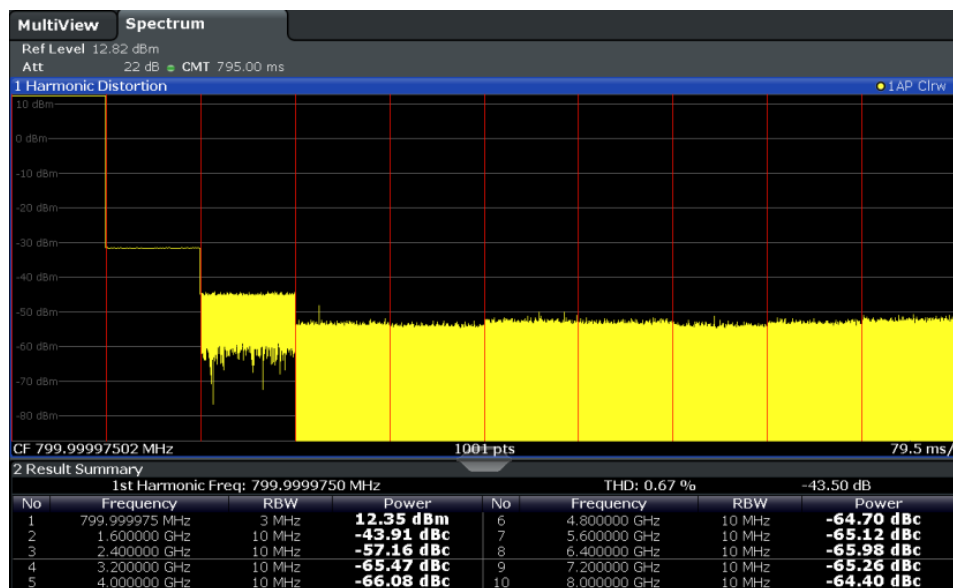 MultiView Spectrum
Ref Level 12.82 dBm
Att 22 dB CMT 795.00 ms
1 Harmonic Distortion 1AP Clrw
10 dBm
0 dBm
-10 dBm
-20 dBm
-30 dBm
-40 dBm
-50 dBm
-60 dBm
-70 dBm
-80 dBm
CF 799.99997502 MHz 1001 pts 79.5 ms/
2 Result Summary
1st Harmonic Freq: 799.9999750 MHz THD: 0.67 % -43.50 dB
No Frequency RBW Power No Frequency RBW Power
1 799.999975 MHz 3 MHz 12.35 dBm 6 4.800000 GHz 10 MHz -64.70 dBc
2 1.600000 GHz 10 MHz -43.91 dBc 7 5.600000 GHz 10 MHz -65.12 dBc
3 2.400000 GHz 10 MHz -57.16 dBc 8 6.400000 GHz 10 MHz -65.98 dBc
4 3.200000 GHz 10 MHz -65.47 dBc 9 7.200000 GHz 10 MHz -65.26 dBc
5 4.000000 GHz 10 MHz -66.08 dBc 10 8.000000 GHz 10 MHz -64.40 dBc